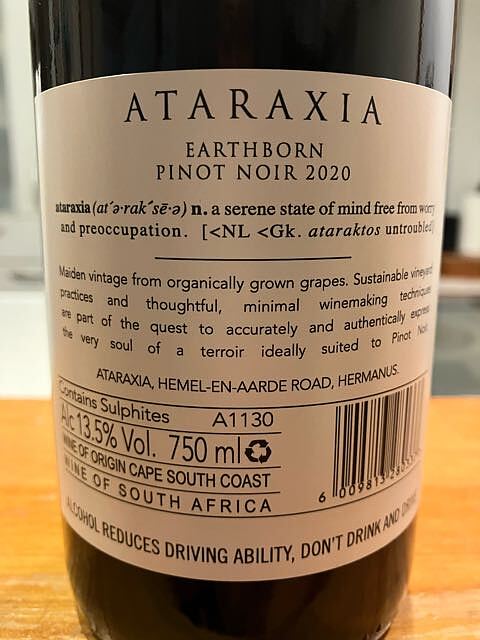 ATARAXIA
EARTHBORN
PINOT NOIR 2020
ataraxia (at´ə·rak´sē·ə) n. a serene state of mind free from worry
and preoccupation. [<NL <Gk. ataraktos untroubled]
Maiden vintage from organically grown grapes. Sustainable vineyard
practices and thoughtful, minimal winemaking techniques
are part of the quest to accurately and authentically express
the very soul of a terroir ideally suited to Pinot Noir.
ATARAXIA, HEMEL-EN-AARDE ROAD, HERMANUS.
Contains Sulphites A1130
Alc 13.5% Vol. 750 ml
WINE OF ORIGIN CAPE SOUTH COAST
WINE OF SOUTH AFRICA
6 009813
ALCOHOL REDUCES DRIVING ABILITY, DON'T DRINK AND DRIVE.